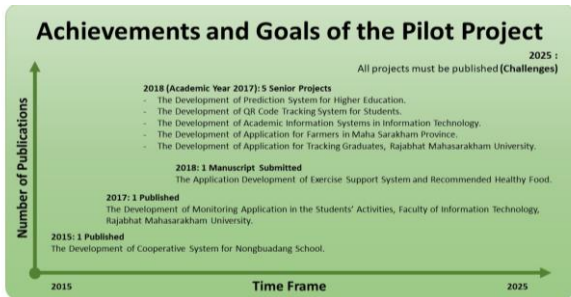 Achievements and Goals of the Pilot Project
2025 :
All projects must be published (Challenges)
2018 (Academic Year 2017): 5 Senior Projects
- The Development of Prediction System for Higher Education.
- The Development of QR Code Tracking System for Students.
- The Development of Academic Information Systems in Information Technology.
- The Development of Application for Farmers in Maha Sarakham Province.
- The Development of Application for Tracking Graduates, Rajabhat Mahasarakham University.
2018: 1 Manuscript Submitted
The Application Development of Exercise Support System and Recommended Healthy Food.
2017: 1 Published
The Development of Monitoring Application in the Students' Activities, Faculty of Information Technology,
Rajabhat Mahasarakham University.
2015: 1 Published
The Development of Cooperative System for Nongbuadang School.
Number of Publications
2015
Time Frame
2025